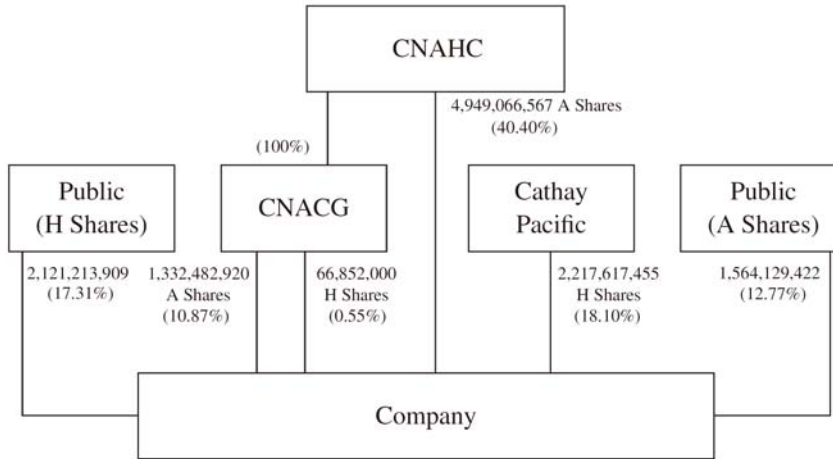 CNAHC
4,949,066,567 A Shares
(40.40%)
(100%)
Public
(H Shares)
CNACG
Cathay
Pacific
Public
(A Shares)
2,121,213,909
(17.31%)
1,332,482,920
A Shares
(10.87%)
66,852,000
H Shares
(0.55%)
2,217,617,455
H Shares
(18.10%)
1,564,129,422
(12.77%)
Company